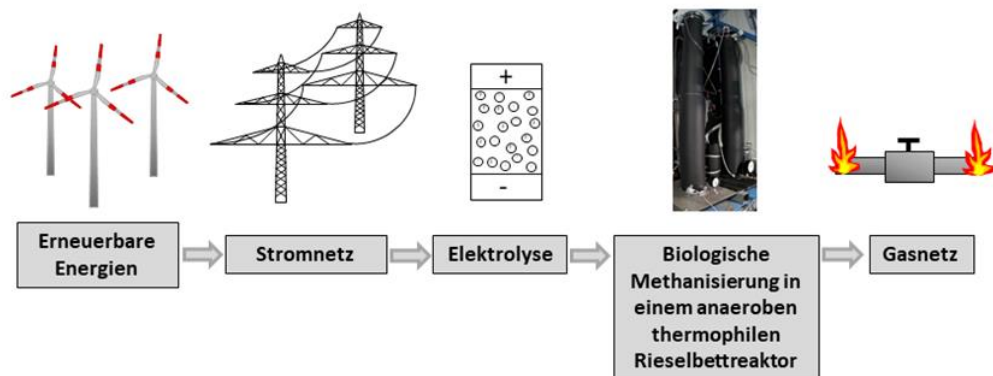 +
-
Erneuerbare
Energien
Stromnetz
Elektrolyse
Biologische
Methanisierung in
einem anaeroben
thermophilen
Rieselbettreaktor
Gasnetz